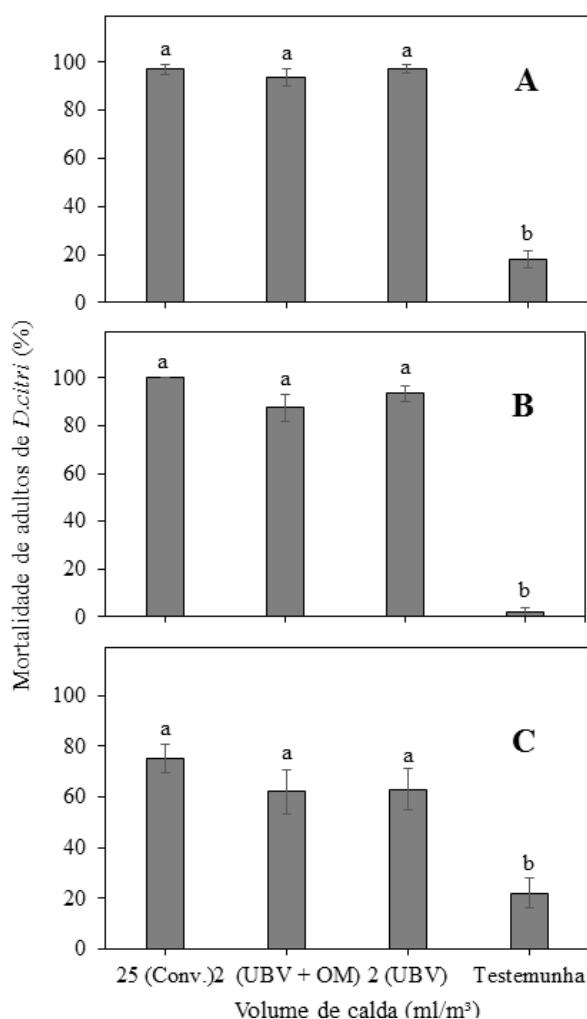 Mortalidade de adultos de D.citri (%)
100
80
60
40
20
0
a
a
a
b
A
100
80
60
40
20
0
a
a
a
b
B
100
80
60
40
20
0
a
a
a
b
C
25 (Conv.)2 (UBV + OM) 2 (UBV) Testemunha
Volume de calda (ml/m³)